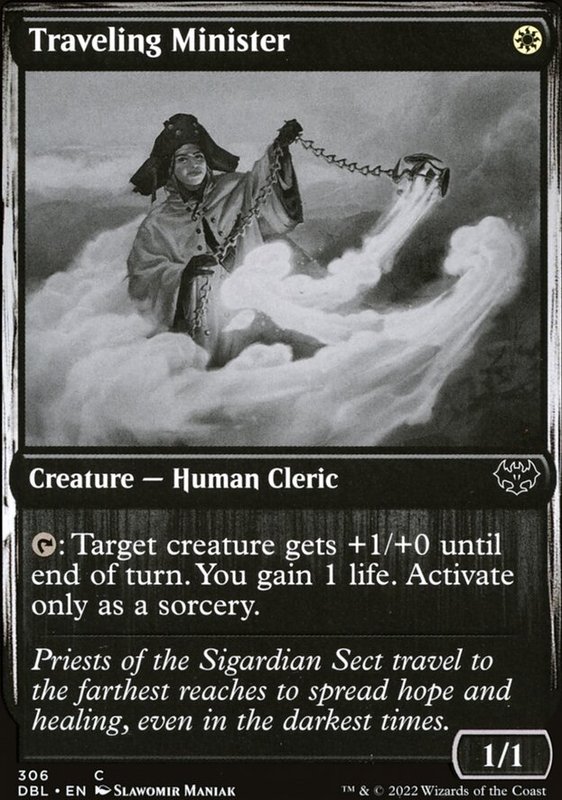 Traveling Minister
Creature — Human Cleric
: Target creature gets +1/+0 until
end of turn. You gain 1 life. Activate
only as a sorcery.
Priests of the Sigardian Sect travel to
the farthest reaches to spread hope and
healing, even in the darkest times.
1/1
306 C
DBL • EN Slawomir Maniak
™ & © 2022 Wizards of the Coast